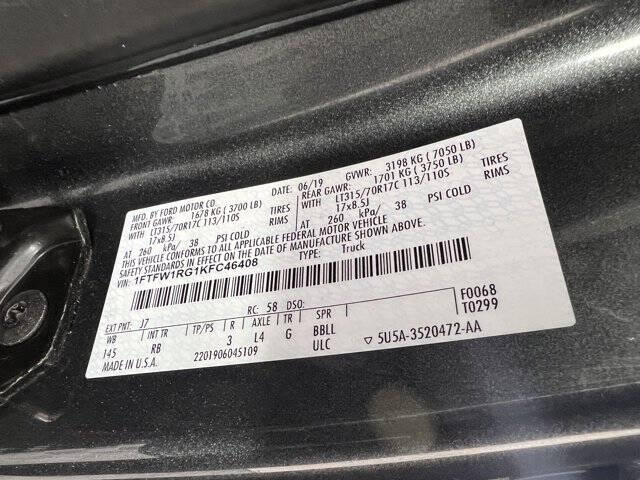 MFD. BY FORD MOTOR CO.
DATE: 06/19 GVWR: 3198 KG ( 7050 LB)
FRONT GAWR: 1678 KG ( 3700 LB) REAR GAWR: 1701 KG ( 3750 LB)
WITH LT315/70R17C 113/110S TIRES WITH LT315/70R17C 113/110S TIRES
17x8.5J RIMS 17x8.5J RIMS
AT 260 kPa/ 38 PSI COLD AT 260 kPa/ 38 PSI COLD
THIS VEHICLE CONFORMS TO ALL APPLICABLE FEDERAL MOTOR VEHICLE
SAFETY STANDARDS IN EFFECT ON THE DATE OF MANUFACTURE SHOWN ABOVE.
VIN: 1FTFW1RG1KFC46408 TYPE: Truck
F0068
T0299
EXT PNT: J7 RC: 58 DSO:
WB INT TR TP/PS R AXLE TR SPR
145 RB 3 L4 G BBLL
MADE IN U.S.A. 2201906045109 ULC ▽ 5U5A-3520472-AA